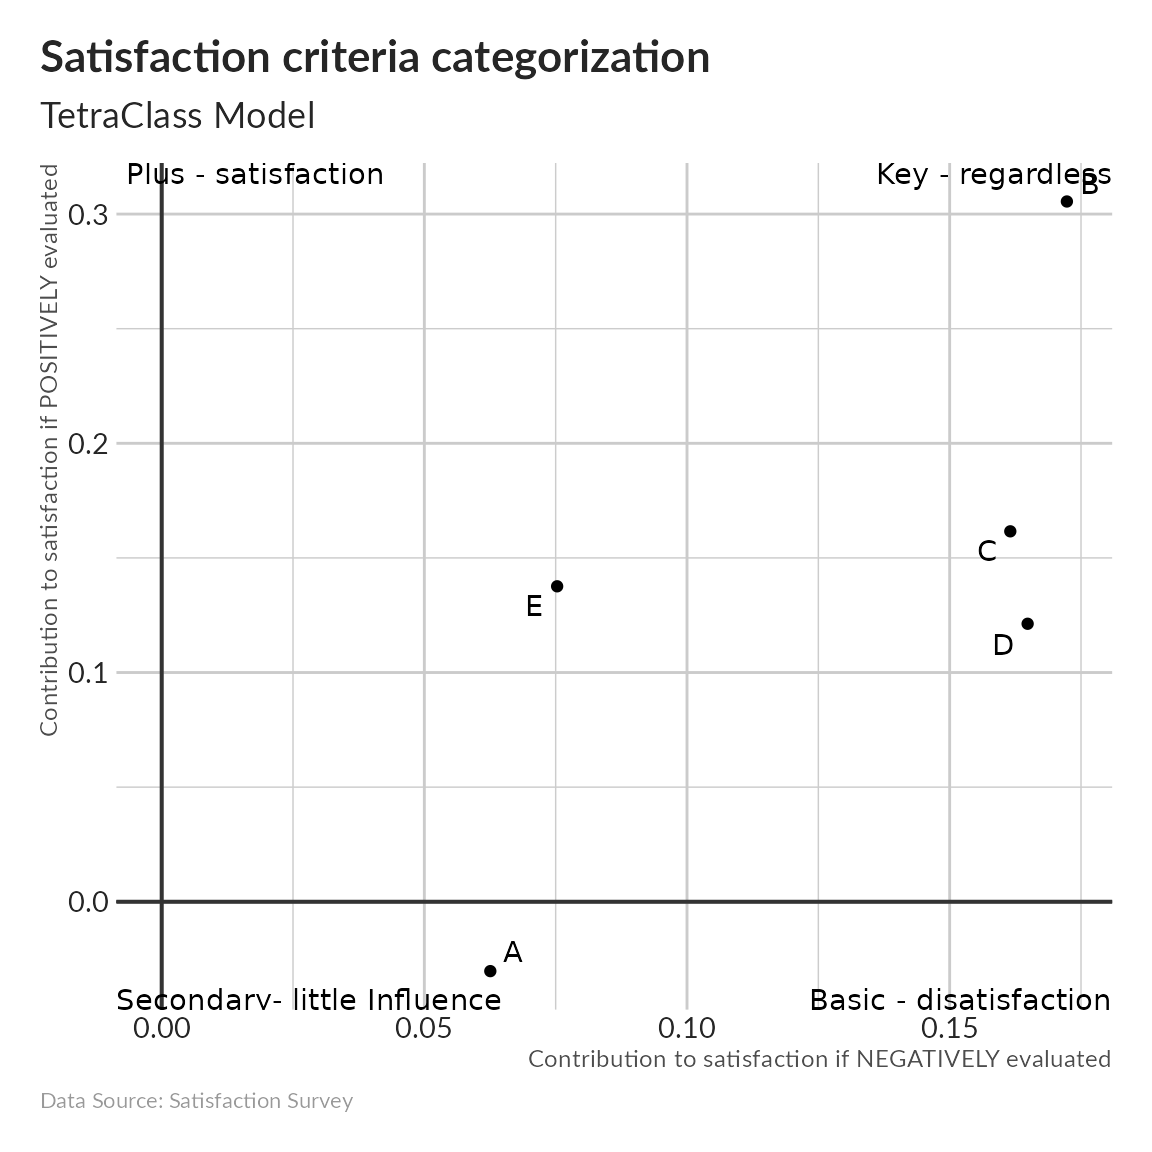 Satisfaction criteria categorization
TetraClass Model
Contribution to satisfaction if POSITIVELY evaluated
Plus - satisfaction
Key - regardless
B
0.3
0.2
C
E
D
0.1
0.0
A
Secondary- little Influence
Basic - disatisfaction
0.00
0.05
0.10
0.15
Contribution to satisfaction if NEGATIVELY evaluated
Data Source: Satisfaction Survey